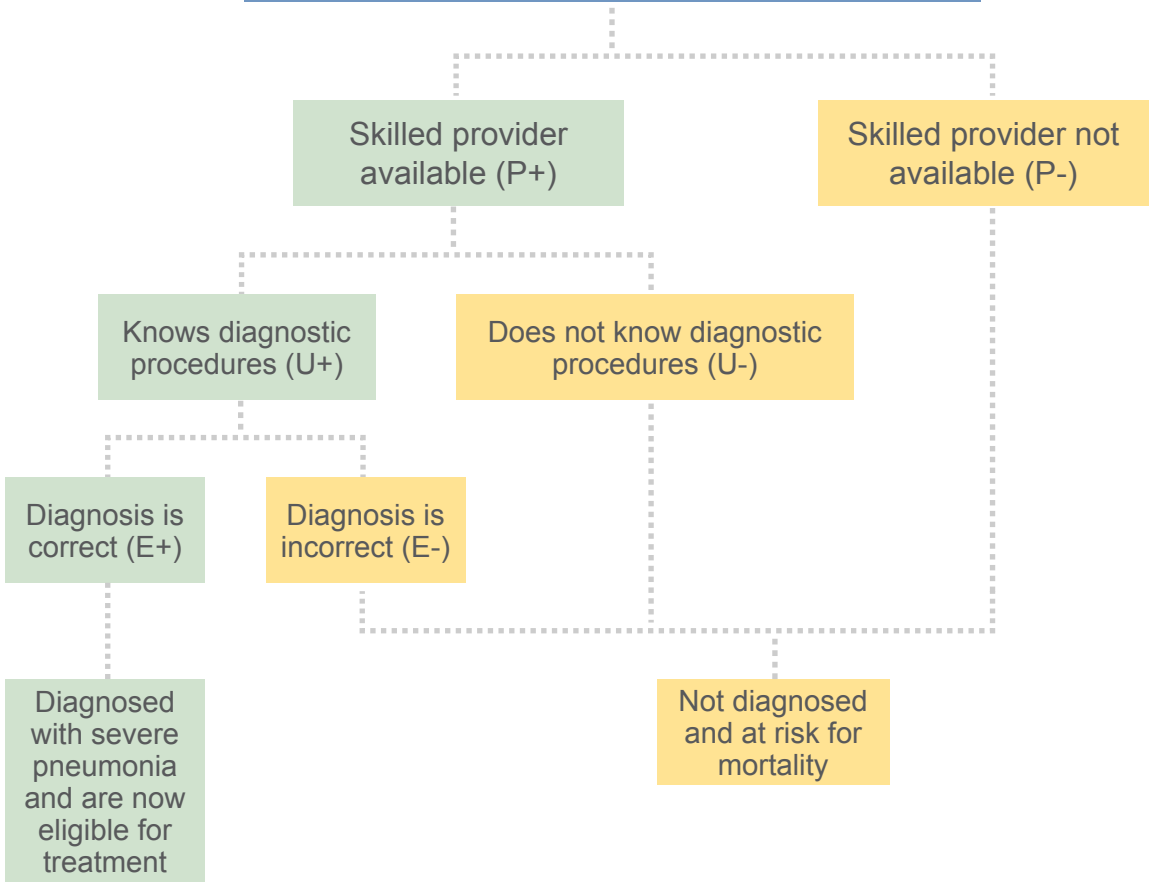 Skilled provider
available (P+)
Skilled provider not
available (P-)
Knows diagnostic
procedures (U+)
Does not know diagnostic
procedures (U-)
Diagnosis is
correct (E+)
Diagnosis is
incorrect (E-)
Diagnosed
with severe
pneumonia
and are now
eligible for
treatment
Not diagnosed
and at risk for
mortality